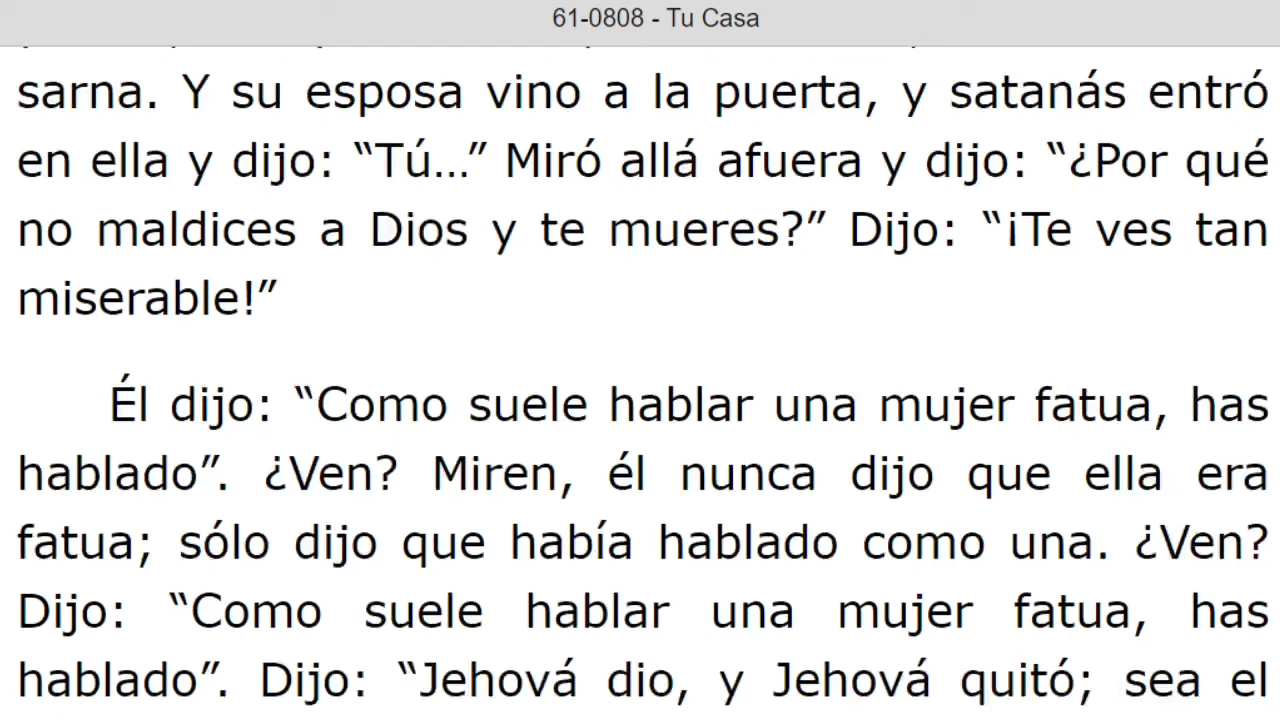 61-0808 - Tu Casa
sarna. Y su esposa vino a la puerta, y satanás entró
en ella y dijo: “Tú...” Miró allá afuera y dijo: “¿Por qué
no maldices a Dios y te mueres?” Dijo: “¡Te ves tan
miserable!”
Él dijo: “Como suele hablar una mujer fatua, has
hablado”. ¿Ven? Miren, él nunca dijo que ella era
fatua; sólo dijo que había hablado como una. ¿Ven?
Dijo: “Como suele hablar una mujer fatua, has
hablado”. Dijo: “Jehová dio, y Jehová quitó; sea el